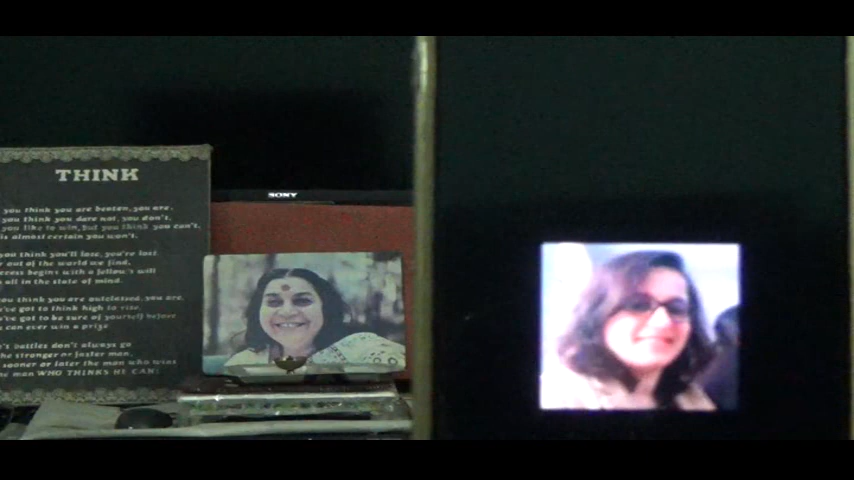 THINK
you think you are beaten, you are.
you think you dare not, you don't,
you like to win, but you think you can't,
is almost certain you won't.
you think you'll lose, you're lost
out of the world we find,
ccess begins with a fellow's will
all in the state of mind.
you think you are outclassed, you are,
've got to think high to rise
've got to be sure of yourself before
can ever win a prize
battles don't always go
he stronger or faster man,
sooner or later the man who wins
he man WHO THINKS HE CAN!
SONY